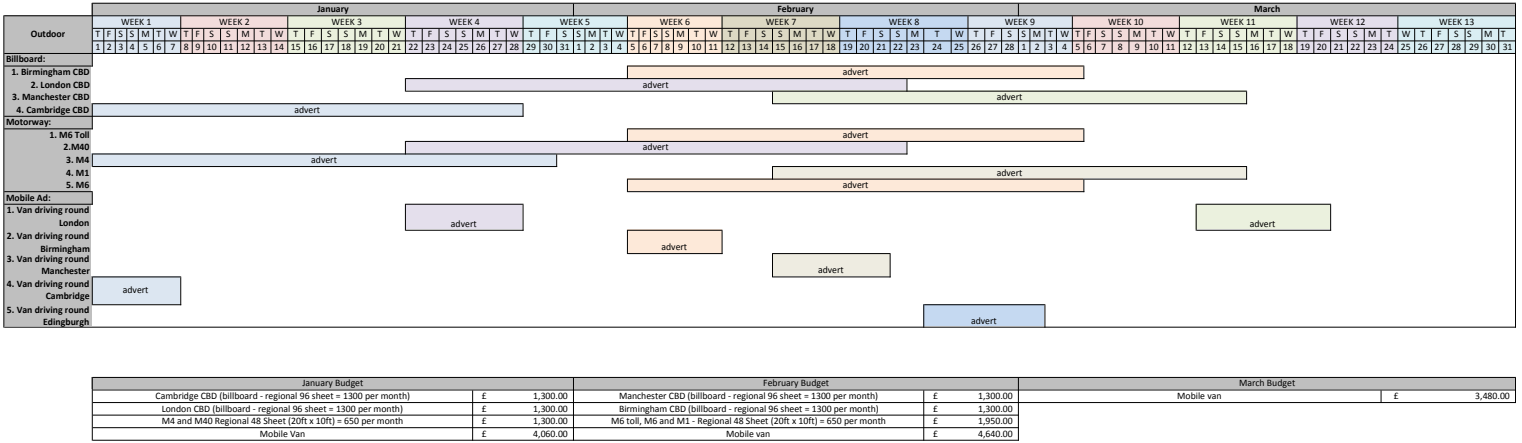 January February March
WEEK 1 WEEK 2 WEEK 3 WEEK 4 WEEK 5 WEEK 6 WEEK 7 WEEK 8 WEEK 9 WEEK 10 WEEK 11 WEEK 12 WEEK 13
Outdoor T F S S M T W T F S S M T W T F S S M T W T F S S M T W T F S S M T W T F S S M T W T F S S M T W T F S S M T W T F S S M T W T F S S M T W T F S S M T W T F S S M T W T F S S M T
1 2 3 4 5 6 7 8 9 10 11 12 13 14 15 16 17 18 19 20 21 22 23 24 25 26 27 28 29 30 31 1 2 3 4 5 6 7 8 9 10 11 12 13 14 15 16 17 18 19 20 21 22 23 24 25 26 27 28 1 2 3 4 5 6 7 8 9 10 11 12 13 14 15 16 17 18 19 20 21 22 23 24 25 26 27 28 29 30 31
Billboard:
1. Birmingham CBD advert
2. London CBD advert
3. Manchester CBD advert
4. Cambridge CBD advert
Motorway:
1. M6 Toll advert
2.M40 advert
3. M4 advert
4. M1 advert
5. M6 advert
Mobile Ad:
1. Van driving round
London advert advert
2. Van driving round
Birmingham advert
3. Van driving round
Manchester advert
4. Van driving round
Cambridge advert
5. Van driving round
Edingburgh advert
January Budget February Budget March Budget
Cambridge CBD (billboard - regional 96 sheet = 1300 per month) £ 1,300.00 Manchester CBD (billboard - regional 96 sheet = 1300 per month) £ 1,300.00 Mobile van £ 3,480.00
London CBD (billboard - regional 96 sheet = 1300 per month) £ 1,300.00 Birmingham CBD (billboard - regional 96 sheet = 1300 per month) £ 1,300.00
M4 and M40 Regional 48 Sheet (20ft x 10ft) = 650 per month £ 1,300.00 M6 toll, M6 and M1 - Regional 48 Sheet (20ft x 10ft) = 650 per month £ 1,950.00
Mobile Van £ 4,060.00 Mobile van £ 4,640.00